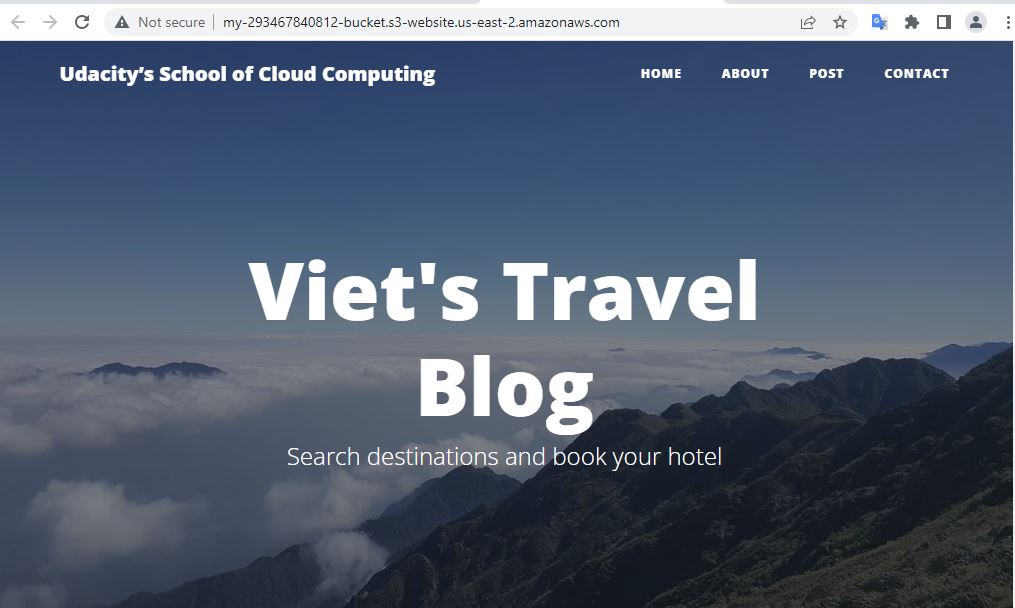 Not secure my-293467840812-bucket.s3-website.us-east-2.amazonaws.com
Udacity’s School of Cloud Computing HOME ABOUT POST CONTACT
Viet's Travel
Blog
Search destinations and book your hotel